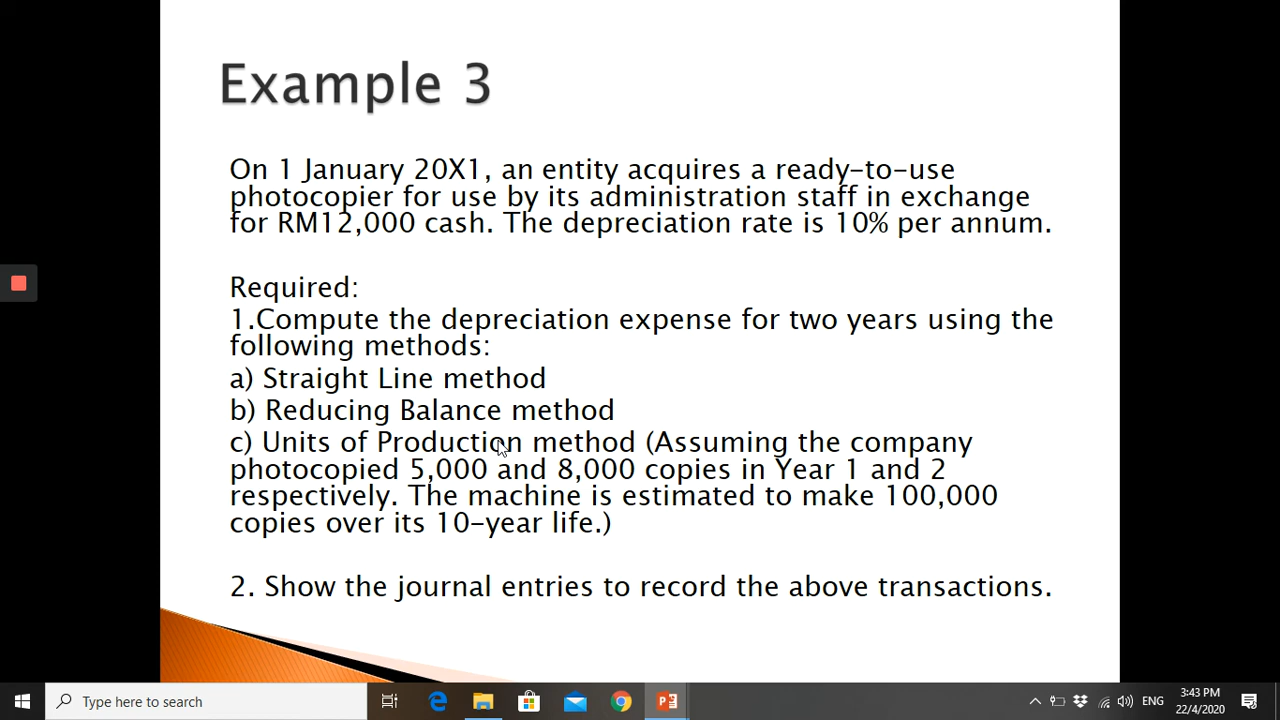 Example 3
On 1 January 20X1, an entity acquires a ready-to-use
photocopier for use by its administration staff in exchange
for RM12,000 cash. The depreciation rate is 10% per annum.
Required:
1.Compute the depreciation expense for two years using the
following methods:
a) Straight Line method
b) Reducing Balance method
c) Units of Production method (Assuming the company
photocopied 5,000 and 8,000 copies in Year 1 and 2
respectively. The machine is estimated to make 100,000
copies over its 10-year life.)
2. Show the journal entries to record the above transactions.
Type here to search
ENG
3:43 PM
22/4/2020